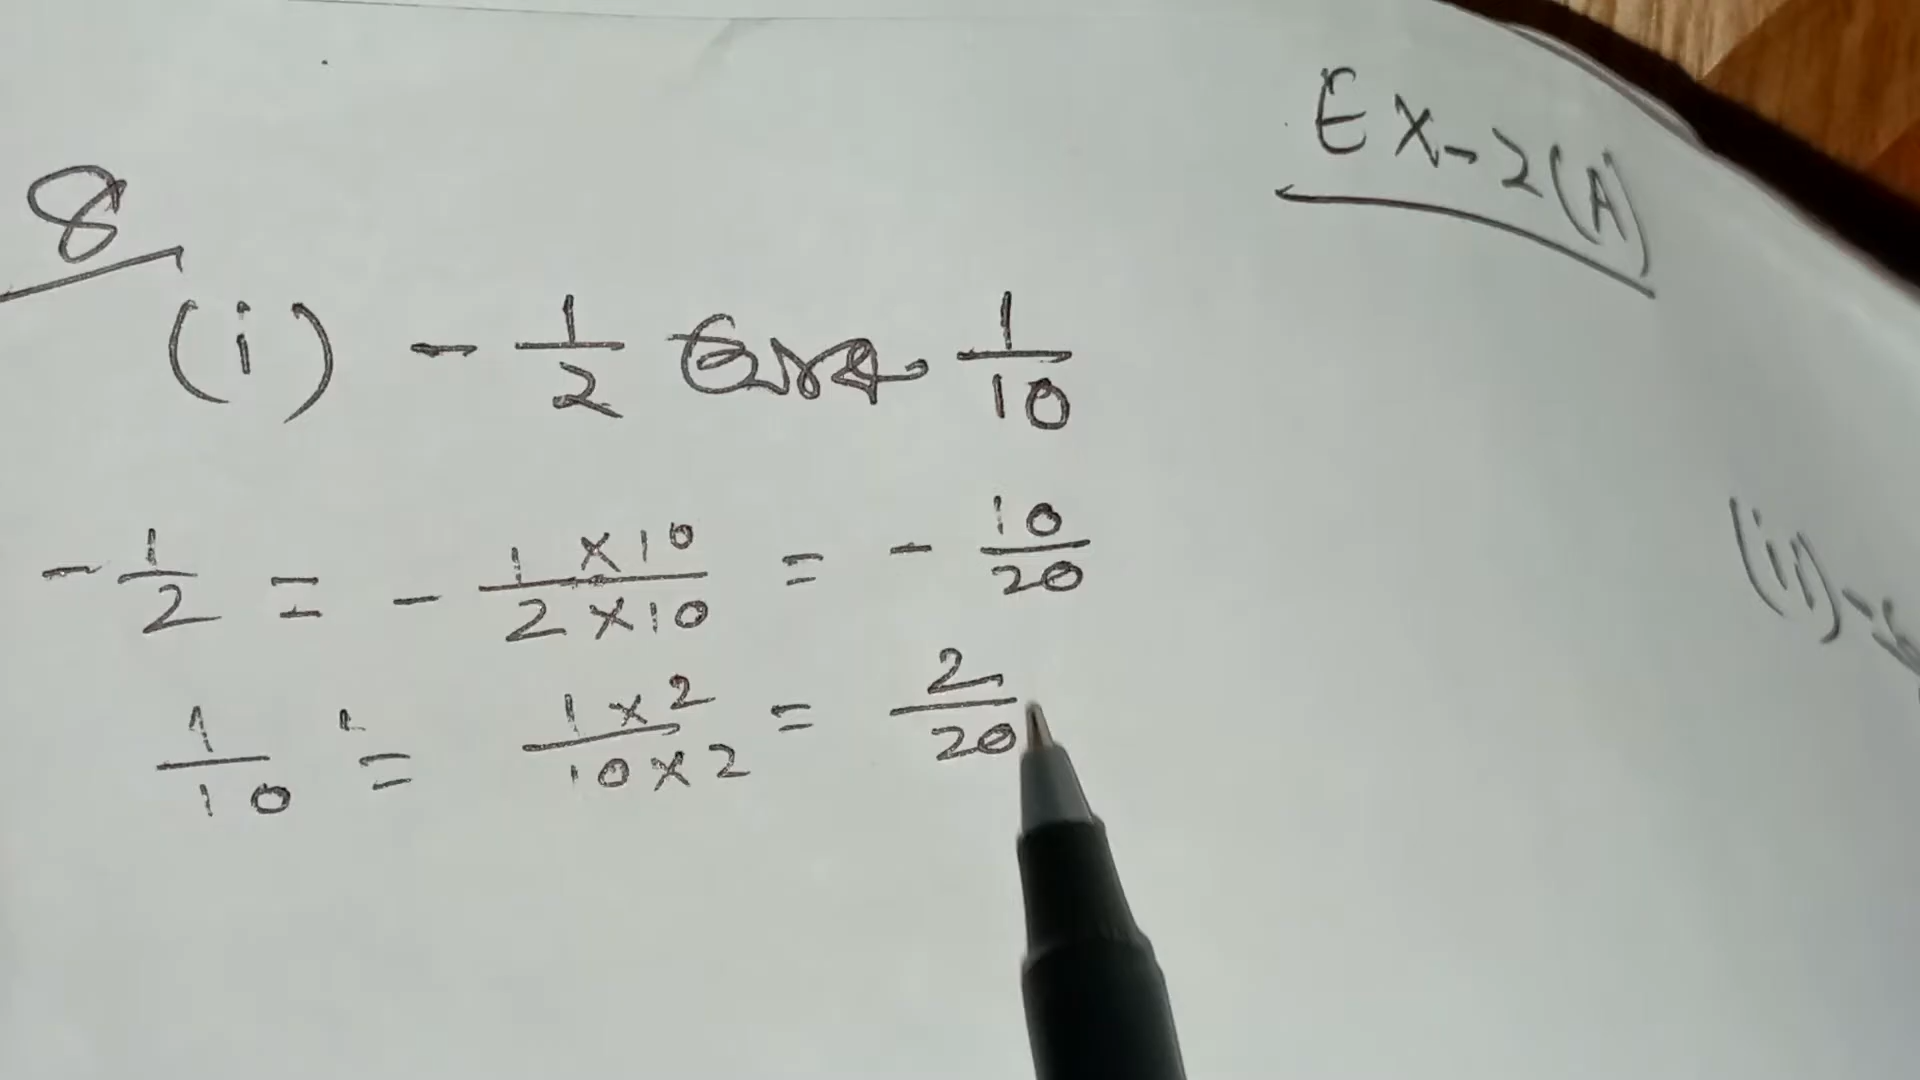 Ex-2(A)
8
(i) - 1/2 ଏବଂ 1/10
- 1/2 = - 1×10/2×10 = - 10/20
1/10 = 1×2/10×2 = 2/20
(ii) -